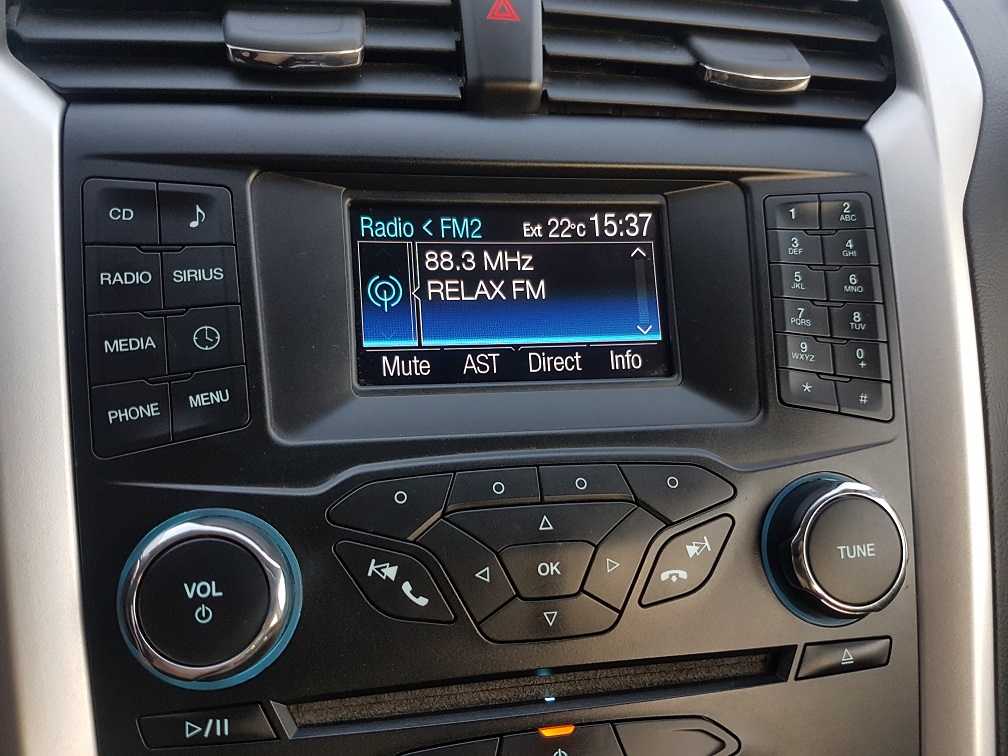 Radio < FM2 Ext 22°C 15:37
88.3 MHz
RELAX FM
Mute AST Direct Info
CD
RADIO SIRIUS
MEDIA
PHONE MENU
1 2 ABC
3 DEF 4 GHI
5 JKL 6 MNO
7 PQRS 8 TUV
9 WXYZ 0 +
* #
VOL
OK
TUNE